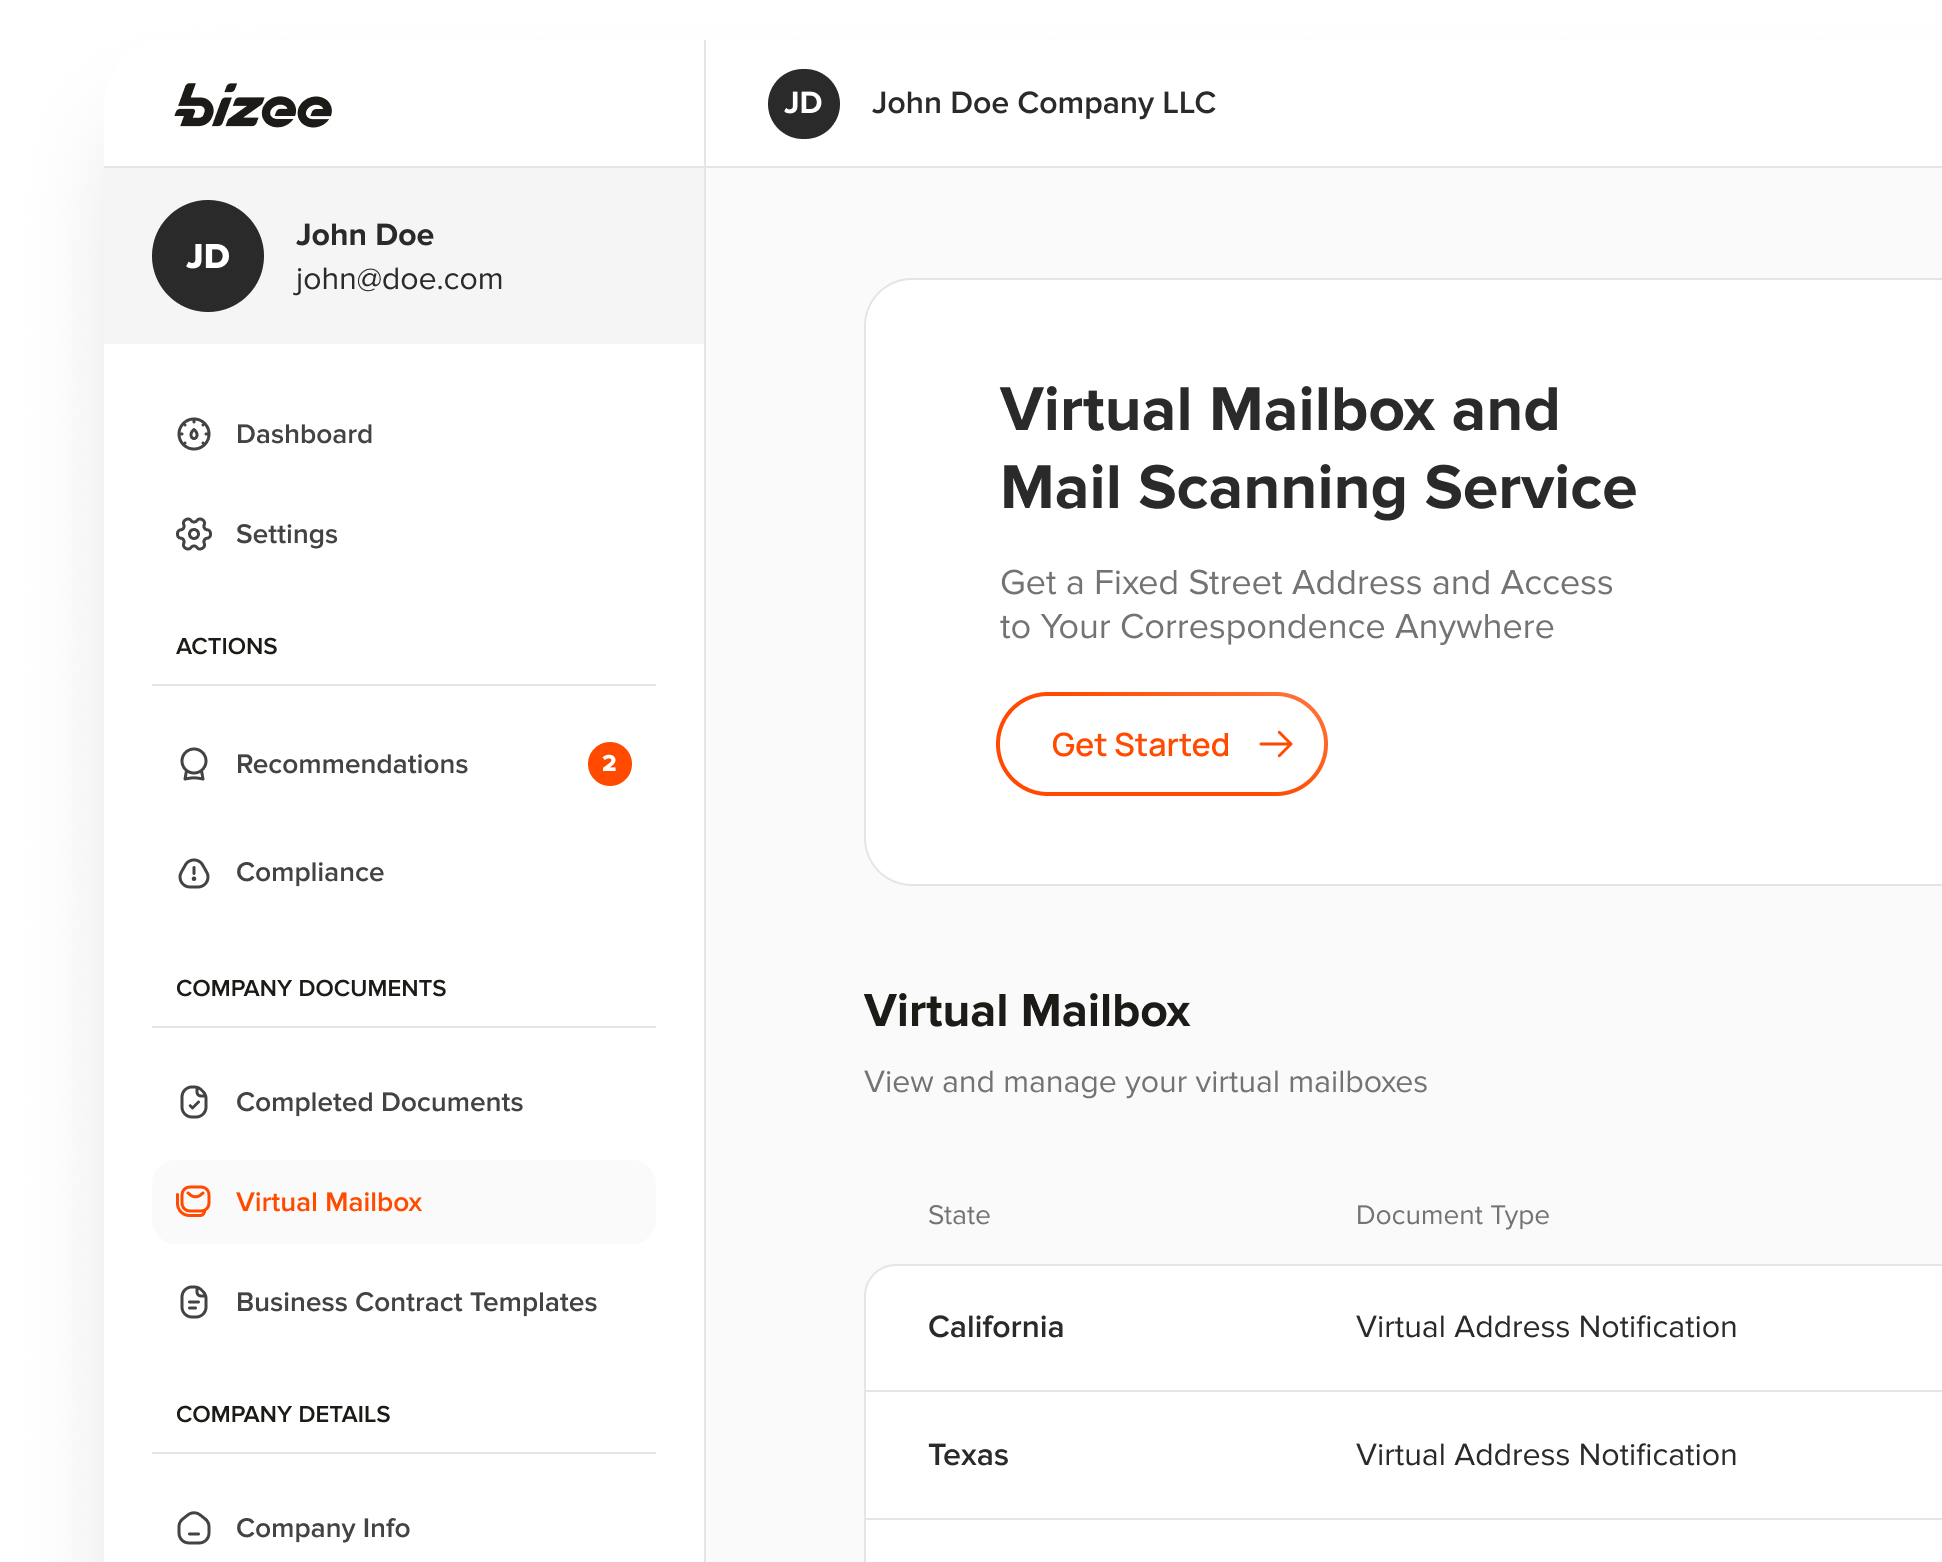 bizee
JD
John Doe Company LLC
JD
John Doe
john@doe.com
Dashboard
Settings
ACTIONS
Recommendations
2
Compliance
COMPANY DOCUMENTS
Completed Documents
Virtual Mailbox
Business Contract Templates
COMPANY DETAILS
Company Info
Virtual Mailbox and
Mail Scanning Service
Get a Fixed Street Address and Access
to Your Correspondence Anywhere
Get Started
Virtual Mailbox
View and manage your virtual mailboxes
State
Document Type
California
Virtual Address Notification
Texas
Virtual Address Notification